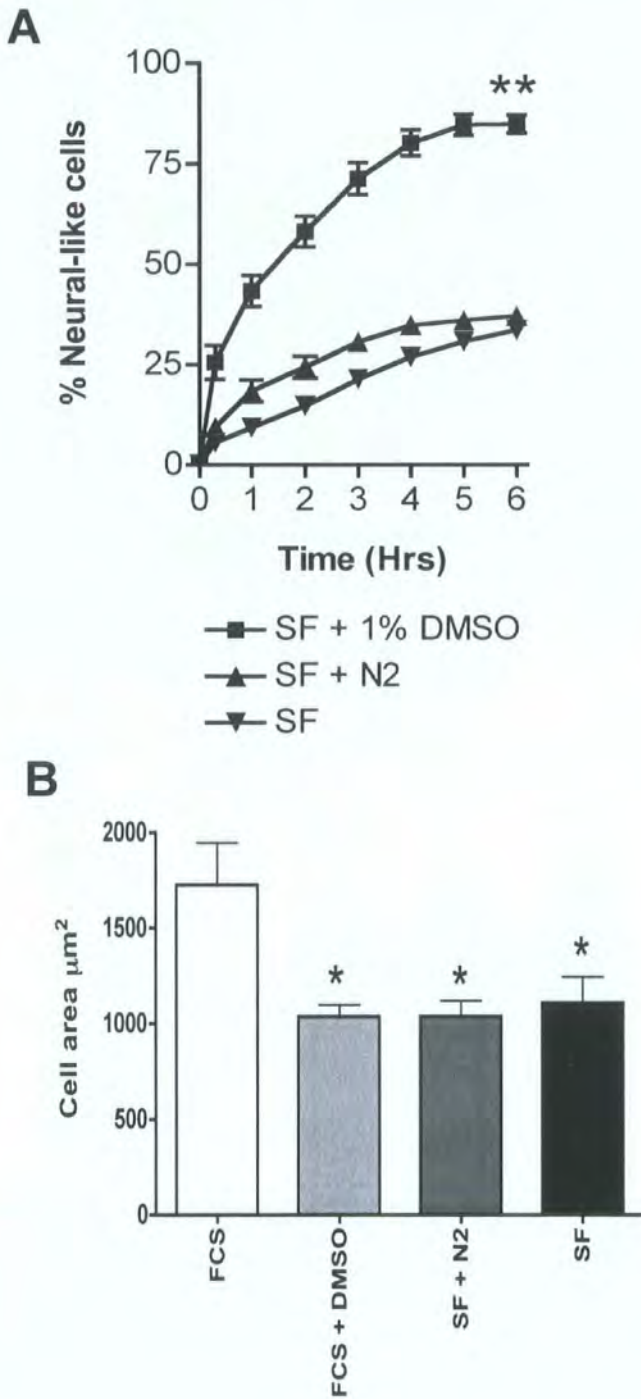 A
100
75
50
25
0
% Neural-like cells
**
0 1 2 3 4 5 6
Time (Hrs)
SF + 1% DMSO
SF + N2
SF
B
2000
1500
1000
500
0
Cell area µm²
* * *
FCS
FCS + DMSO
SF + N2
SF